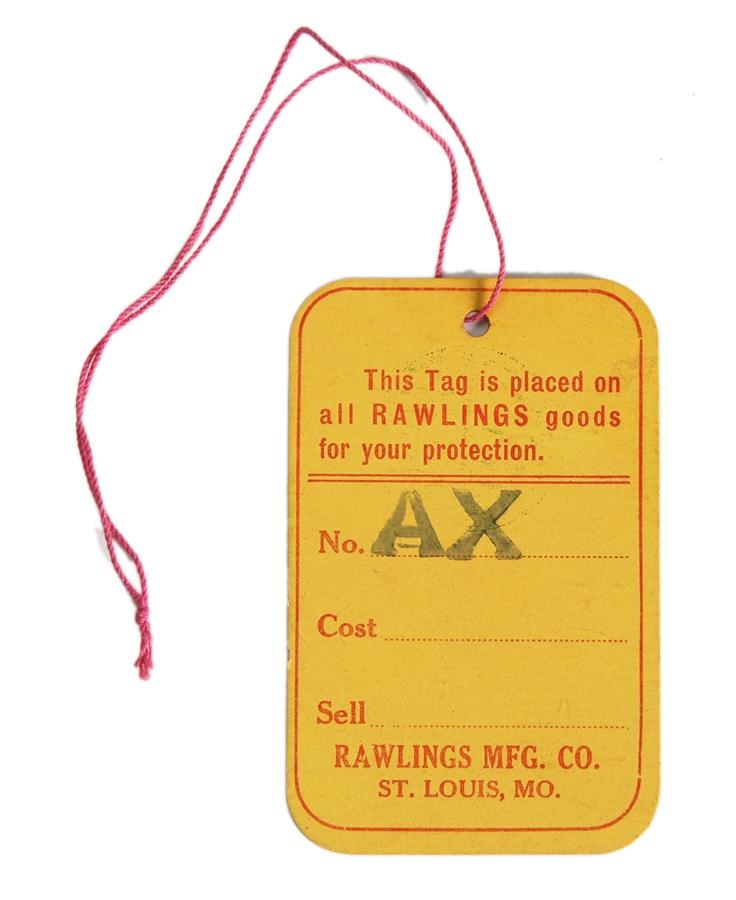 This Tag is placed on
all RAWLINGS goods
for your protection.
No. AX
Cost
Sell
RAWLINGS MFG. CO.
ST. LOUIS, MO.